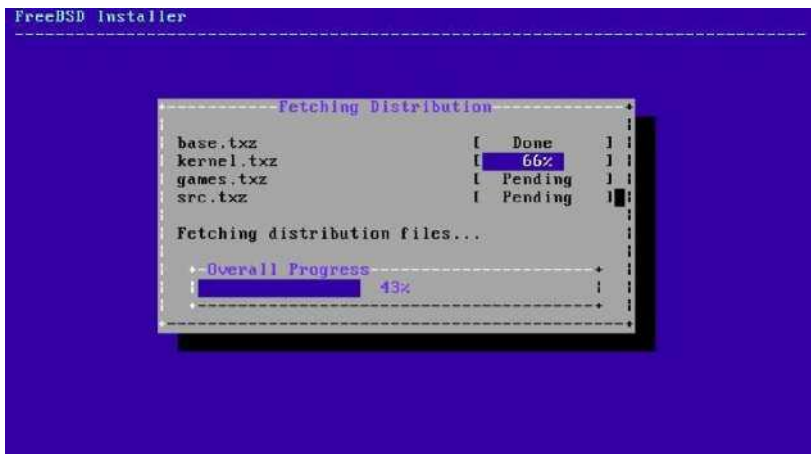 FreeBSD Installer
Fetching Distribution
base.txz [ Done ]
kernel.txz [ 66% ]
games.txz [ Pending ]
src.txz [ Pending ]
Fetching distribution files...
Overall Progress
43%